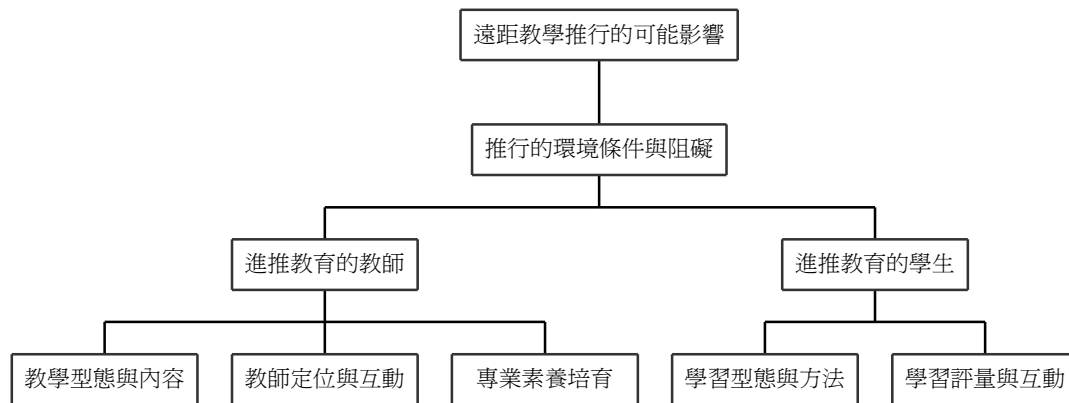 遠距教學推行的可能影響
推行的環境條件與阻礙
進推教育的教師
進推教育的學生
教學型態與內容
教師定位與互動
專業素養培育
學習型態與方法
學習評量與互動